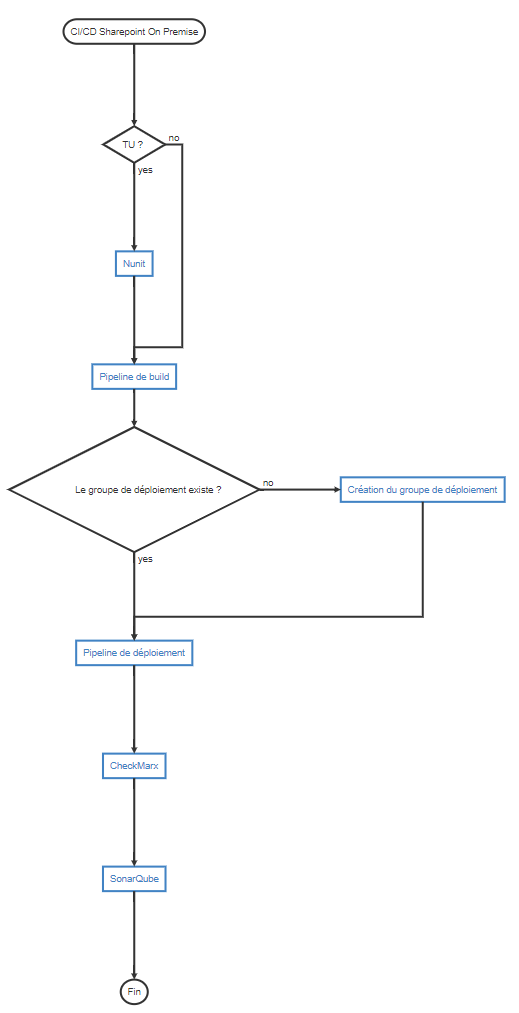 CI/CD Sharepoint On Premise
TU ?
no
yes
Nunit
Pipeline de build
Le groupe de déploiement existe ?
no
Création du groupe de déploiement
yes
Pipeline de déploiement
CheckMarx
SonarQube
Fin